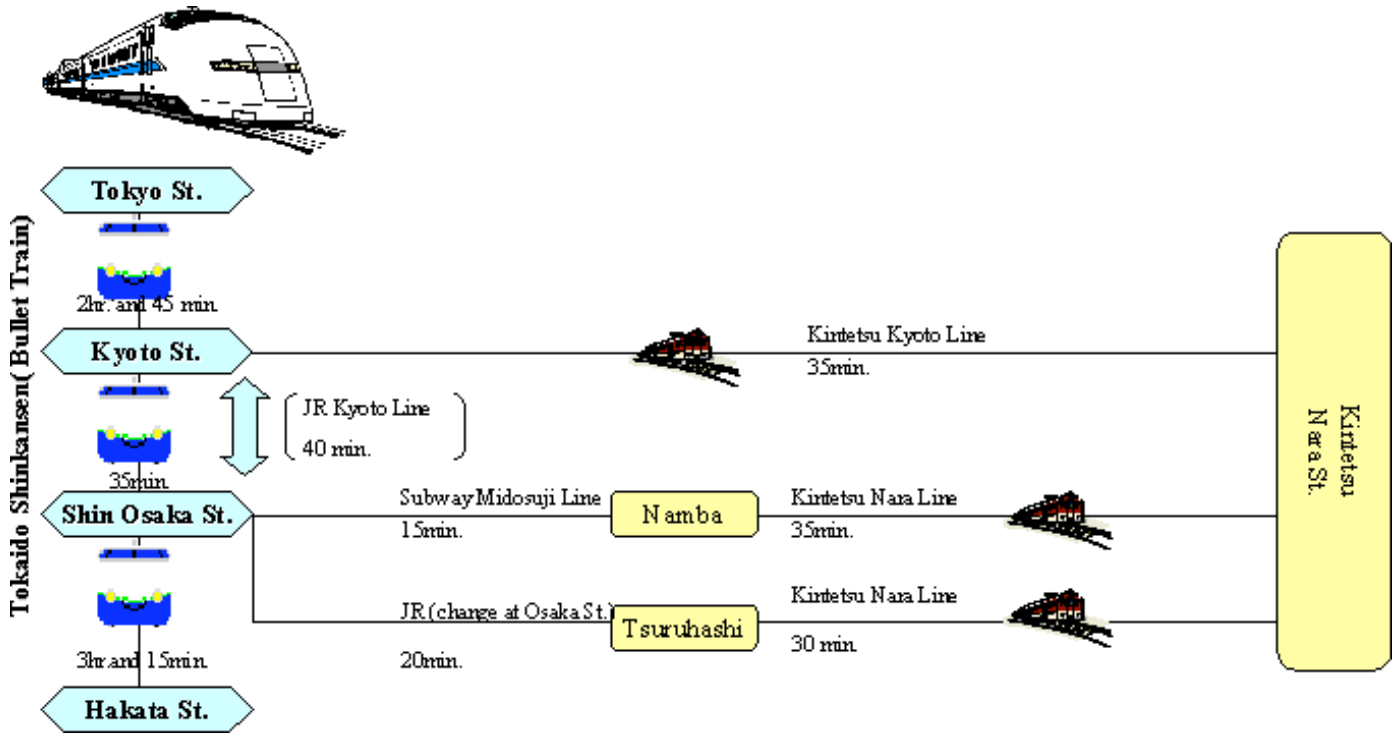 Tokaido Shinkansen( Bullet Train)
Tokyo St.
2hr. and 45 min.
Kyoto St.
Kintetsu Kyoto Line
35min.
JR Kyoto Line
40 min.
35min.
Shin Osaka St.
Subway Midosuji Line
15min.
Namba
Kintetsu Nara Line
35min.
JR (change at Osaka St.)
20min.
Tsuruhashi
Kintetsu Nara Line
30 min.
3hr.and 15min.
Hakata St.
Kintetsu
Nara St.